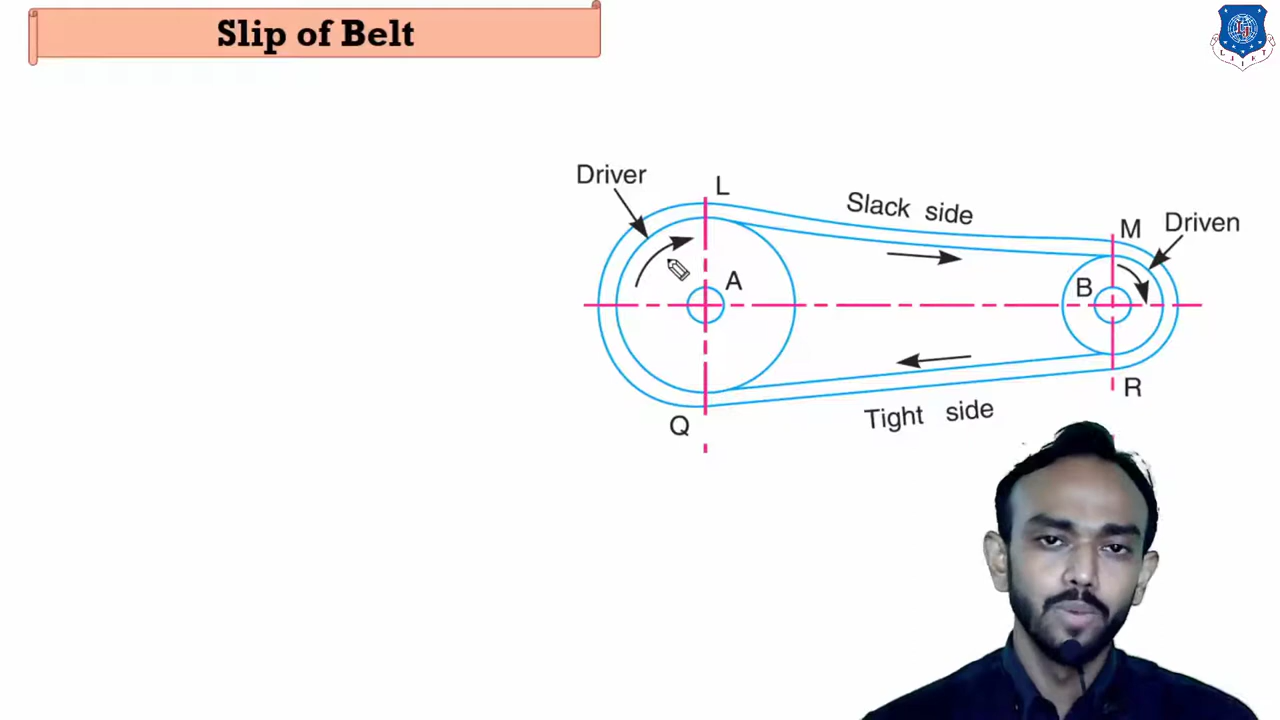 Slip of Belt
L J I E T
Driver
L
Slack side
M
Driven
A
B
R
Tight side
Q